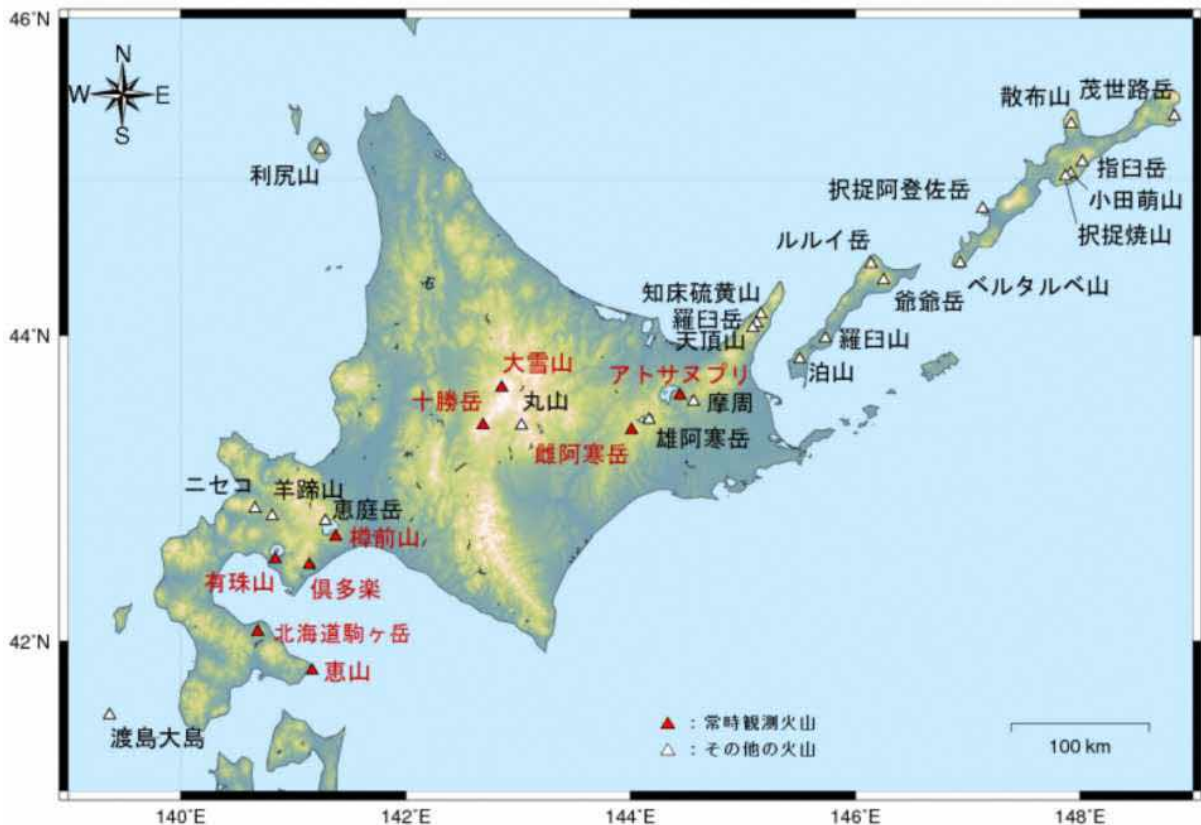 46°N
N
W E
S
散布山
茂世路岳
利尻山
指臼岳
択捉阿登佐岳
小田萌山
択捉焼山
ルルイ岳
ベルタルベ山
知床硫黄山
爺爺岳
羅臼岳
44°N
天頂山
羅臼山
泊山
大雪山
アトサヌプリ
十勝岳
丸山
摩周
雄阿寒岳
雌阿寒岳
ニセコ
羊蹄山
恵庭岳
樽前山
有珠山
倶多楽
42°N
北海道駒ヶ岳
恵山
渡島大島
：常時観測火山
：その他の火山
100 km
140°E
142°E
144°E
146°E
148°E